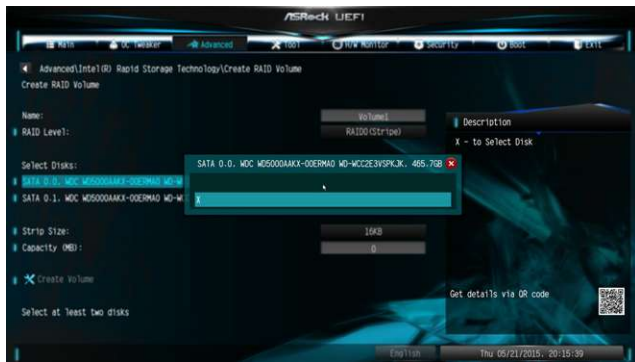 ASRock UEFI
Main OC Tweaker Advanced Tool H/W Monitor Security Boot Exit
Advanced\Intel(R) Rapid Storage Technology\Create RAID Volume
Create RAID Volume
Name: Volume1
RAID Level: RAID0(Stripe)
Description
X - to Select Disk
Select Disks:
SATA 0.0, WDC WD5000AAKX-00ERMA0 WD-WCC2E3VSPKJK, 465.7GB
SATA 0.0, WDC WD5000AAKX-00ERMA0 WD-W
X
SATA 0.1, WDC WD5000AAKX-00ERMA0 WD-W
Strip Size: 16KB
Capacity (MB): 0
Create Volume
Select at least two disks
Get details via QR code
English Thu 05/21/2015, 20:15:39